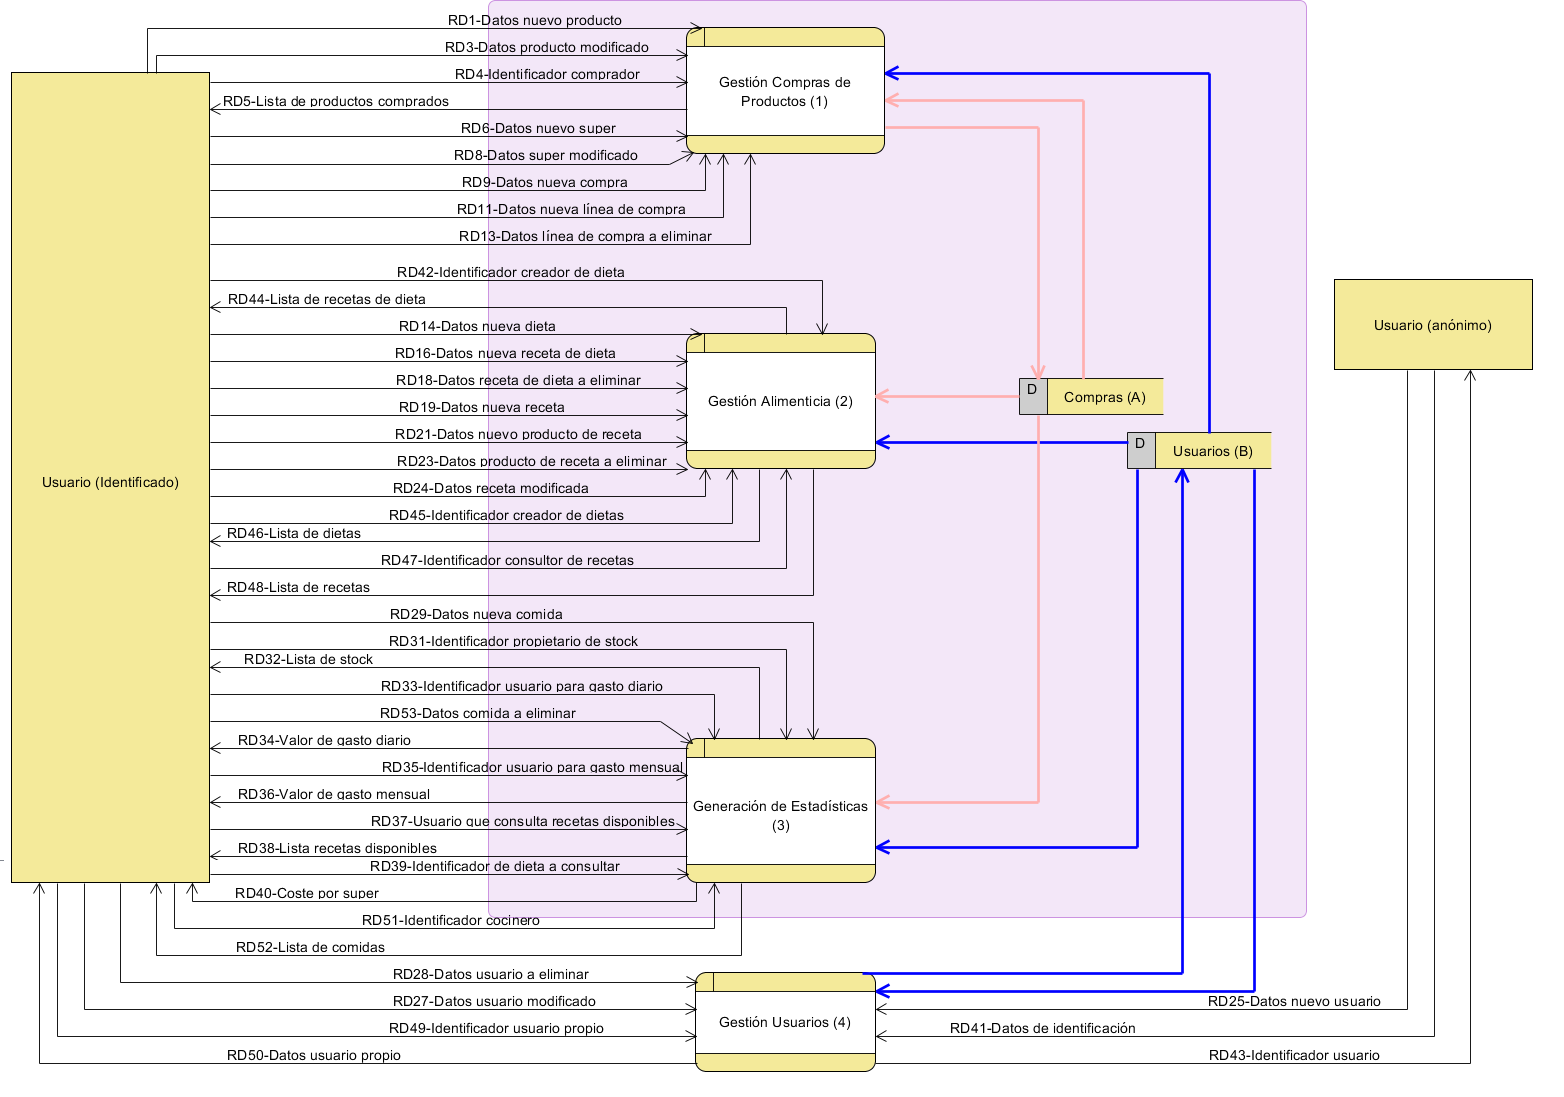 RD1-Datos nuevo producto
RD3-Datos producto modificado
RD4-Identificador comprador
RD5-Lista de productos comprados
RD6-Datos nuevo super
RD8-Datos super modificado
RD9-Datos nueva compra
RD11-Datos nueva línea de compra
RD13-Datos línea de compra a eliminar
Gestión Compras de
Productos (1)
RD42-Identificador creador de dieta
RD44-Lista de recetas de dieta
RD14-Datos nueva dieta
RD16-Datos nueva receta de dieta
RD18-Datos receta de dieta a eliminar
RD19-Datos nueva receta
RD21-Datos nuevo producto de receta
RD23-Datos producto de receta a eliminar
RD24-Datos receta modificada
RD45-Identificador creador de dietas
RD46-Lista de dietas
RD47-Identificador consultor de recetas
RD48-Lista de recetas
Gestión Alimenticia (2)
D
Compras (A)
D
Usuarios (B)
Usuario (anónimo)
Usuario (Identificado)
RD29-Datos nueva comida
RD31-Identificador propietario de stock
RD32-Lista de stock
RD33-Identificador usuario para gasto diario
RD53-Datos comida a eliminar
RD34-Valor de gasto diario
RD35-Identificador usuario para gasto mensual
RD36-Valor de gasto mensual
RD37-Usuario que consulta recetas disponibles
RD38-Lista recetas disponibles
RD39-Identificador de dieta a consultar
RD40-Coste por super
RD51-Identificador cocinero
RD52-Lista de comidas
Generación de Estadísticas
(3)
RD28-Datos usuario a eliminar
RD27-Datos usuario modificado
RD49-Identificador usuario propio
RD50-Datos usuario propio
Gestión Usuarios (4)
RD25-Datos nuevo usuario
RD41-Datos de identificación
RD43-Identificador usuario